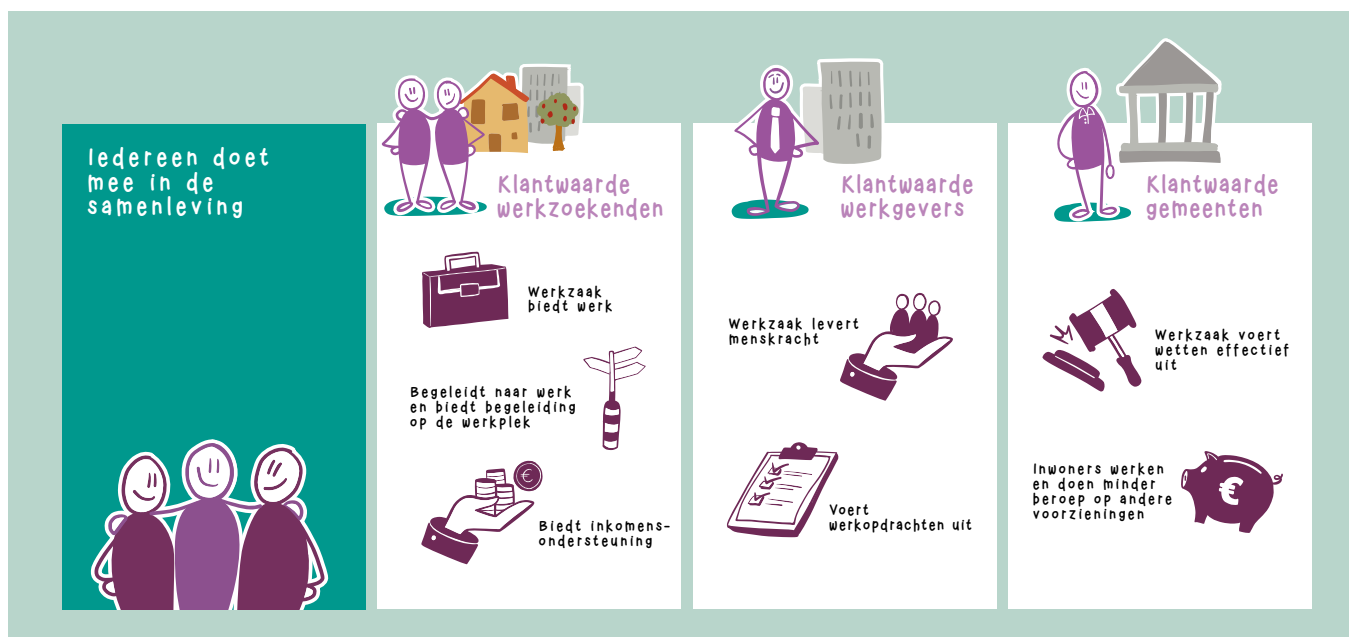 Iedereen doet
mee in de
samenleving
Klantwaarde
werkzoekenden
Werkzaak
biedt werk
Begeleidt naar werk
en biedt begeleiding
op de werkplek
€
Biedt inkomens-
ondersteuning
Klantwaarde
werkgevers
Werkzaak levert
menskracht
Voert
werkopdrachten uit
Klantwaarde
gemeenten
Werkzaak voert
wetten effectief
uit
Inwoners werken
en doen minder
beroep op andere
voorzieningen
€